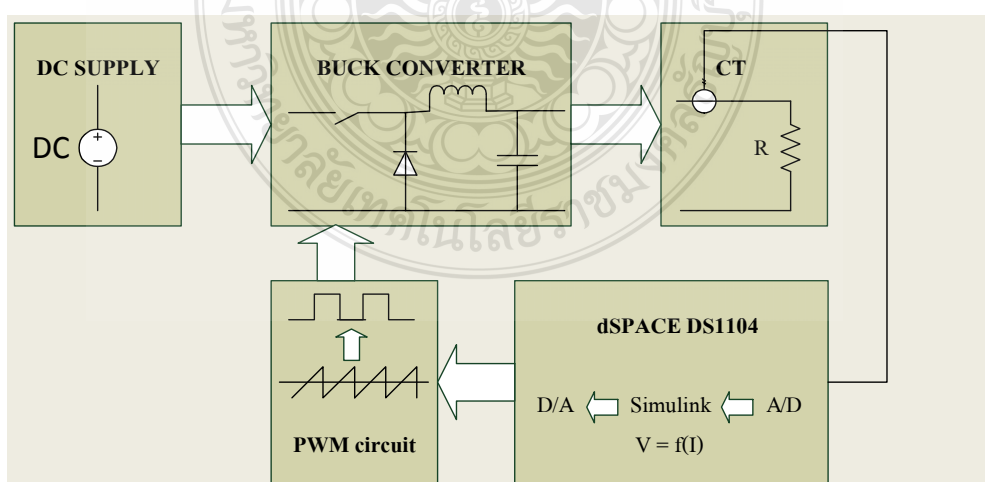 DC SUPPLY
DC
BUCK CONVERTER
CT
R
PWM circuit
dSPACE DS1104
D/A Simulink A/D
V = f(I)